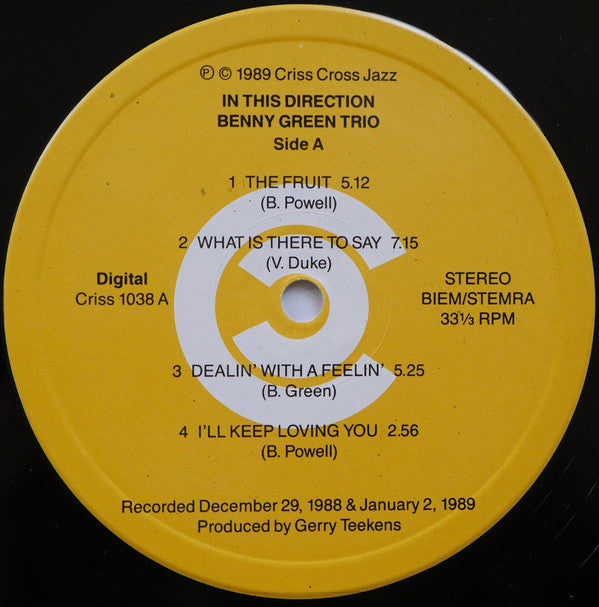 ℗ © 1989 Criss Cross Jazz
IN THIS DIRECTION
BENNY GREEN TRIO
Side A
1 THE FRUIT 5.12
(B. Powell)
2 WHAT IS THERE TO SAY 7.15
(V. Duke)
Digital
Criss 1038 A
STEREO
BIEM/STEMRA
33⅓ RPM
3 DEALIN' WITH A FEELIN' 5.25
(B. Green)
4 I'LL KEEP LOVING YOU 2.56
(B. Powell)
Recorded December 29, 1988 & January 2, 1989
Produced by Gerry Teekens